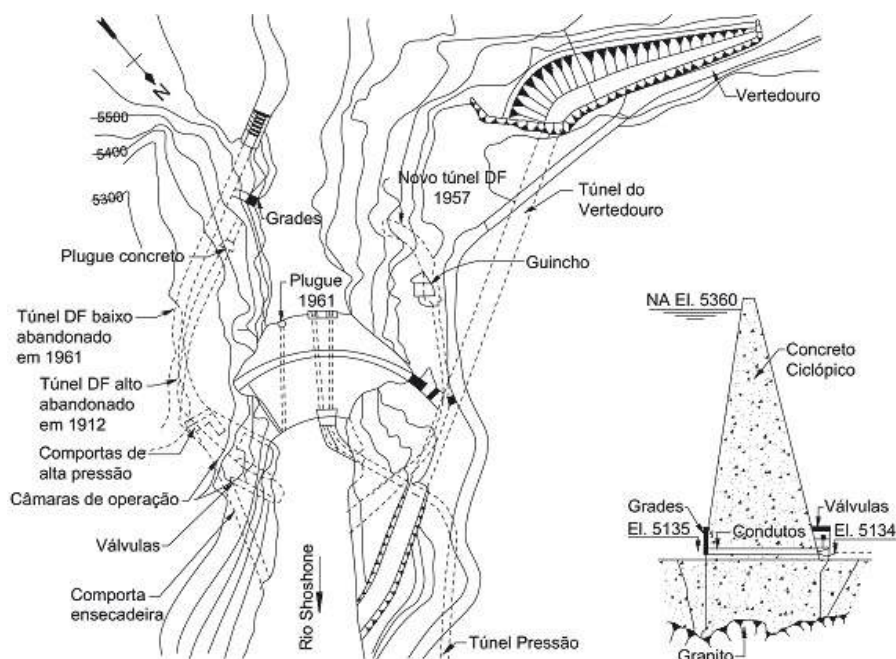 N
5500
5400
5300
Vertedouro
Novo túnel DF
1957
Túnel do
Vertedouro
Grades
Plugue concreto
Guincho
Plugue
1961
Túnel DF baixo
abandonado
em 1961
Túnel DF alto
abandonado
em 1912
Comportas de
alta pressão
Câmaras de operação
Válvulas
Comporta
ensecadeira
Rio Shoshone
Túnel Pressão
NA El. 5360
Concreto
Ciclópico
Grades
Válvulas
El. 5135
Condutos
El. 5134
Granito